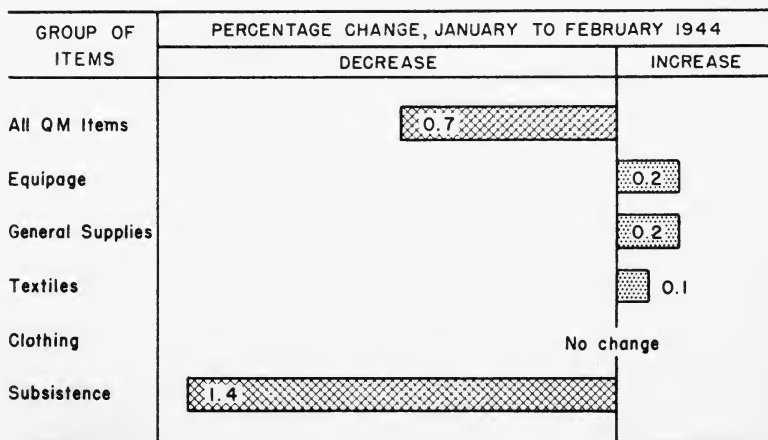 GROUP OF ITEMS
PERCENTAGE CHANGE, JANUARY TO FEBRUARY 1944
DECREASE INCREASE
All QM Items 0.7
Equipage 0.2
General Supplies 0.2
Textiles 0.1
Clothing No change
Subsistence 1.4